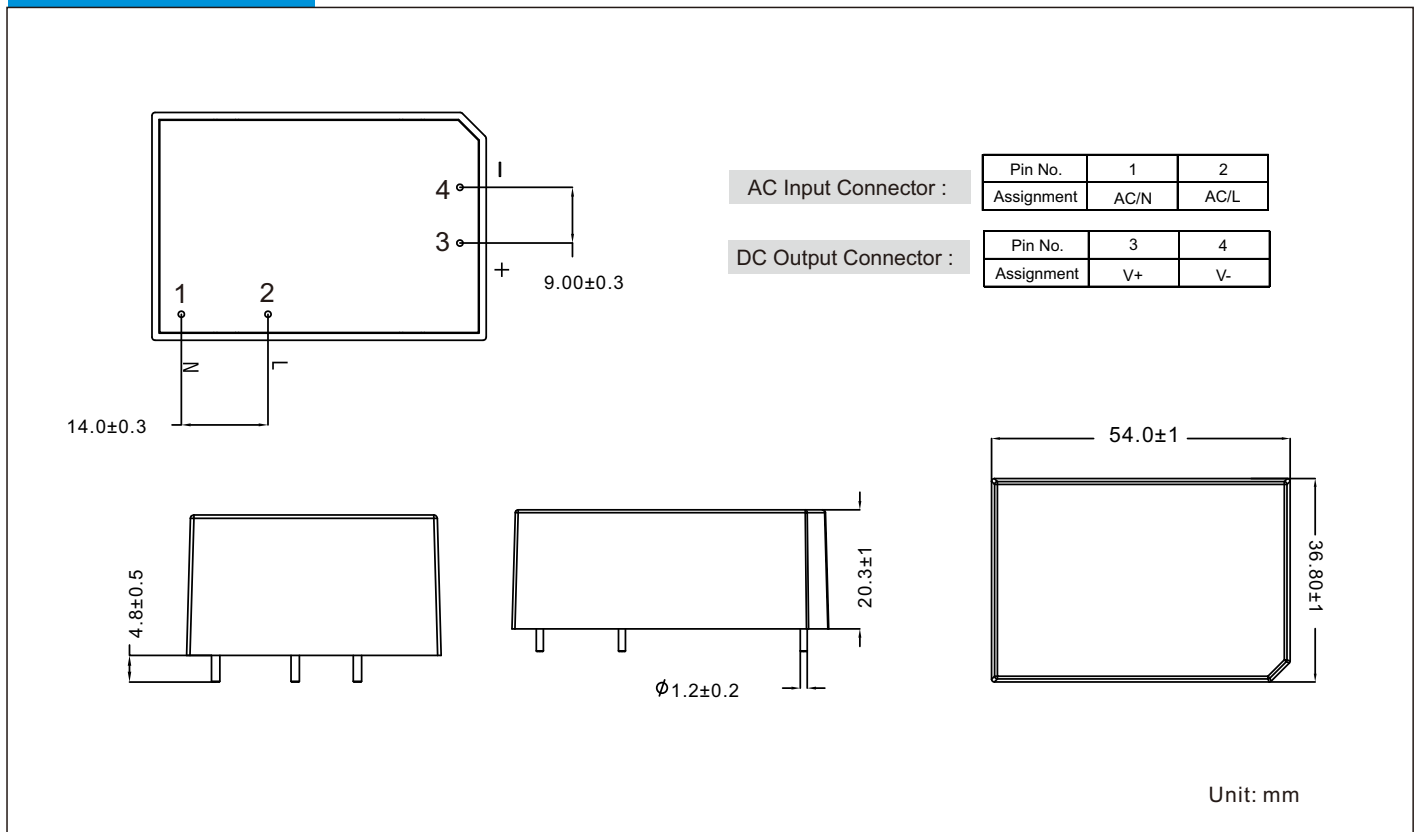 4
–
3
+
9.00±0.3
1 2
N L
14.0±0.3
AC Input Connector :
Pin No. 1 2
Assignment AC/N AC/L
DC Output Connector :
Pin No. 3 4
Assignment V+ V-
4.8±0.5
20.3±1
ϕ1.2±0.2
54.0±1
36.80±1
Unit: mm